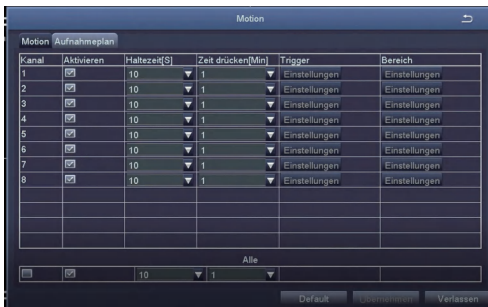 Motion
Motion Aufnahmeplan
Kanal Aktivieren Haltezeit[S] Zeit drücken[Min] Trigger Bereich
1 10 1 Einstellungen Einstellungen
2 10 1 Einstellungen Einstellungen
3 10 1 Einstellungen Einstellungen
4 10 1 Einstellungen Einstellungen
5 10 1 Einstellungen Einstellungen
6 10 1 Einstellungen Einstellungen
7 10 1 Einstellungen Einstellungen
8 10 1 Einstellungen Einstellungen
Alle
10 1
Default Übernehmen Verlassen